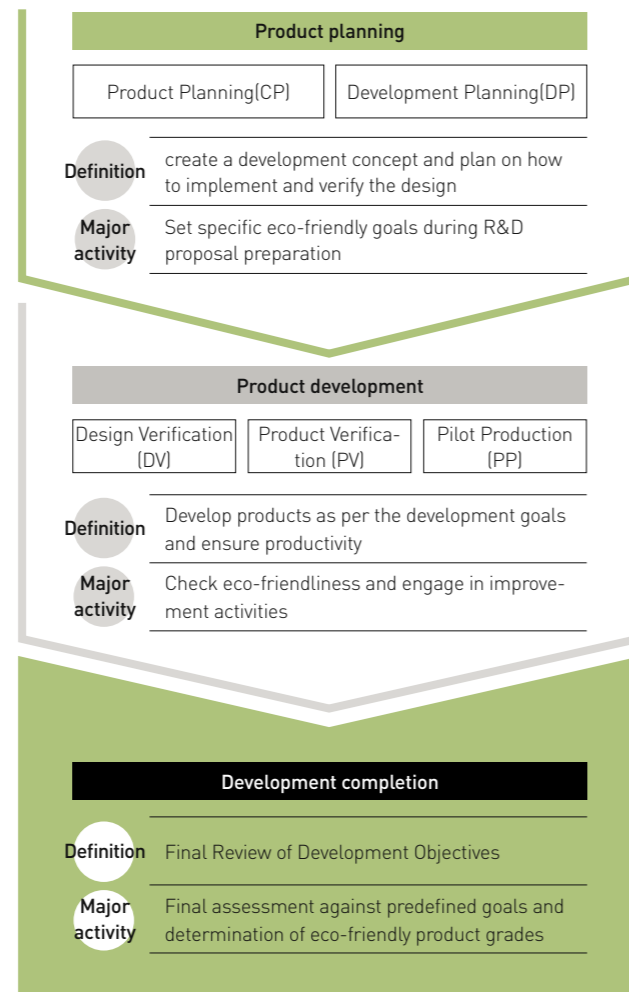 Product planning
Product Planning(CP)
Development Planning(DP)
Definition
create a development concept and plan on how
to implement and verify the design
Major
activity
Set specific eco-friendly goals during R&D
proposal preparation
Product development
Design Verification
(DV)
Product Verifica-
tion (PV)
Pilot Production
(PP)
Definition
Develop products as per the development goals
and ensure productivity
Major
activity
Check eco-friendliness and engage in improve-
ment activities
Development completion
Definition
Final Review of Development Objectives
Major
activity
Final assessment against predefined goals and
determination of eco-friendly product grades